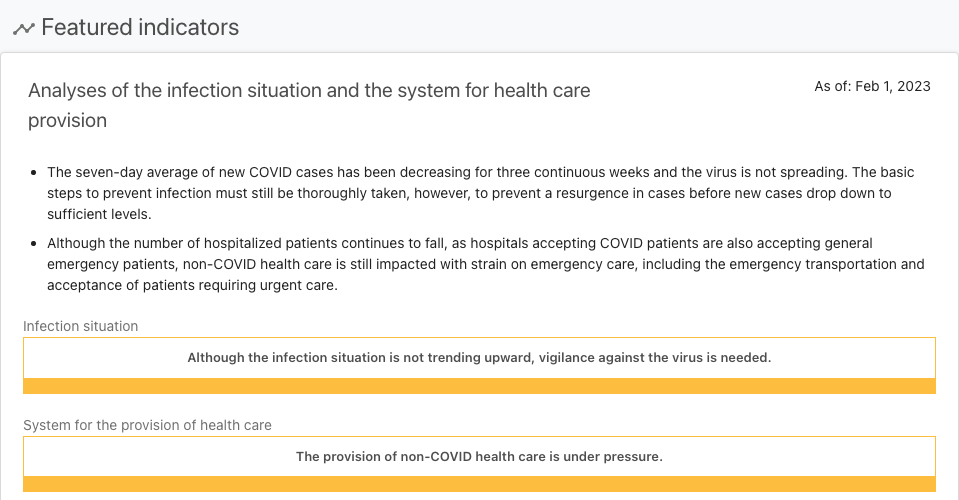 Featured indicators
Analyses of the infection situation and the system for health care
provision
As of: Feb 1, 2023
The seven-day average of new COVID cases has been decreasing for three continuous weeks and the virus is not spreading. The basic
steps to prevent infection must still be thoroughly taken, however, to prevent a resurgence in cases before new cases drop down to
sufficient levels.
Although the number of hospitalized patients continues to fall, as hospitals accepting COVID patients are also accepting general
emergency patients, non-COVID health care is still impacted with strain on emergency care, including the emergency transportation and
acceptance of patients requiring urgent care.
Infection situation
Although the infection situation is not trending upward, vigilance against the virus is needed.
System for the provision of health care
The provision of non-COVID health care is under pressure.